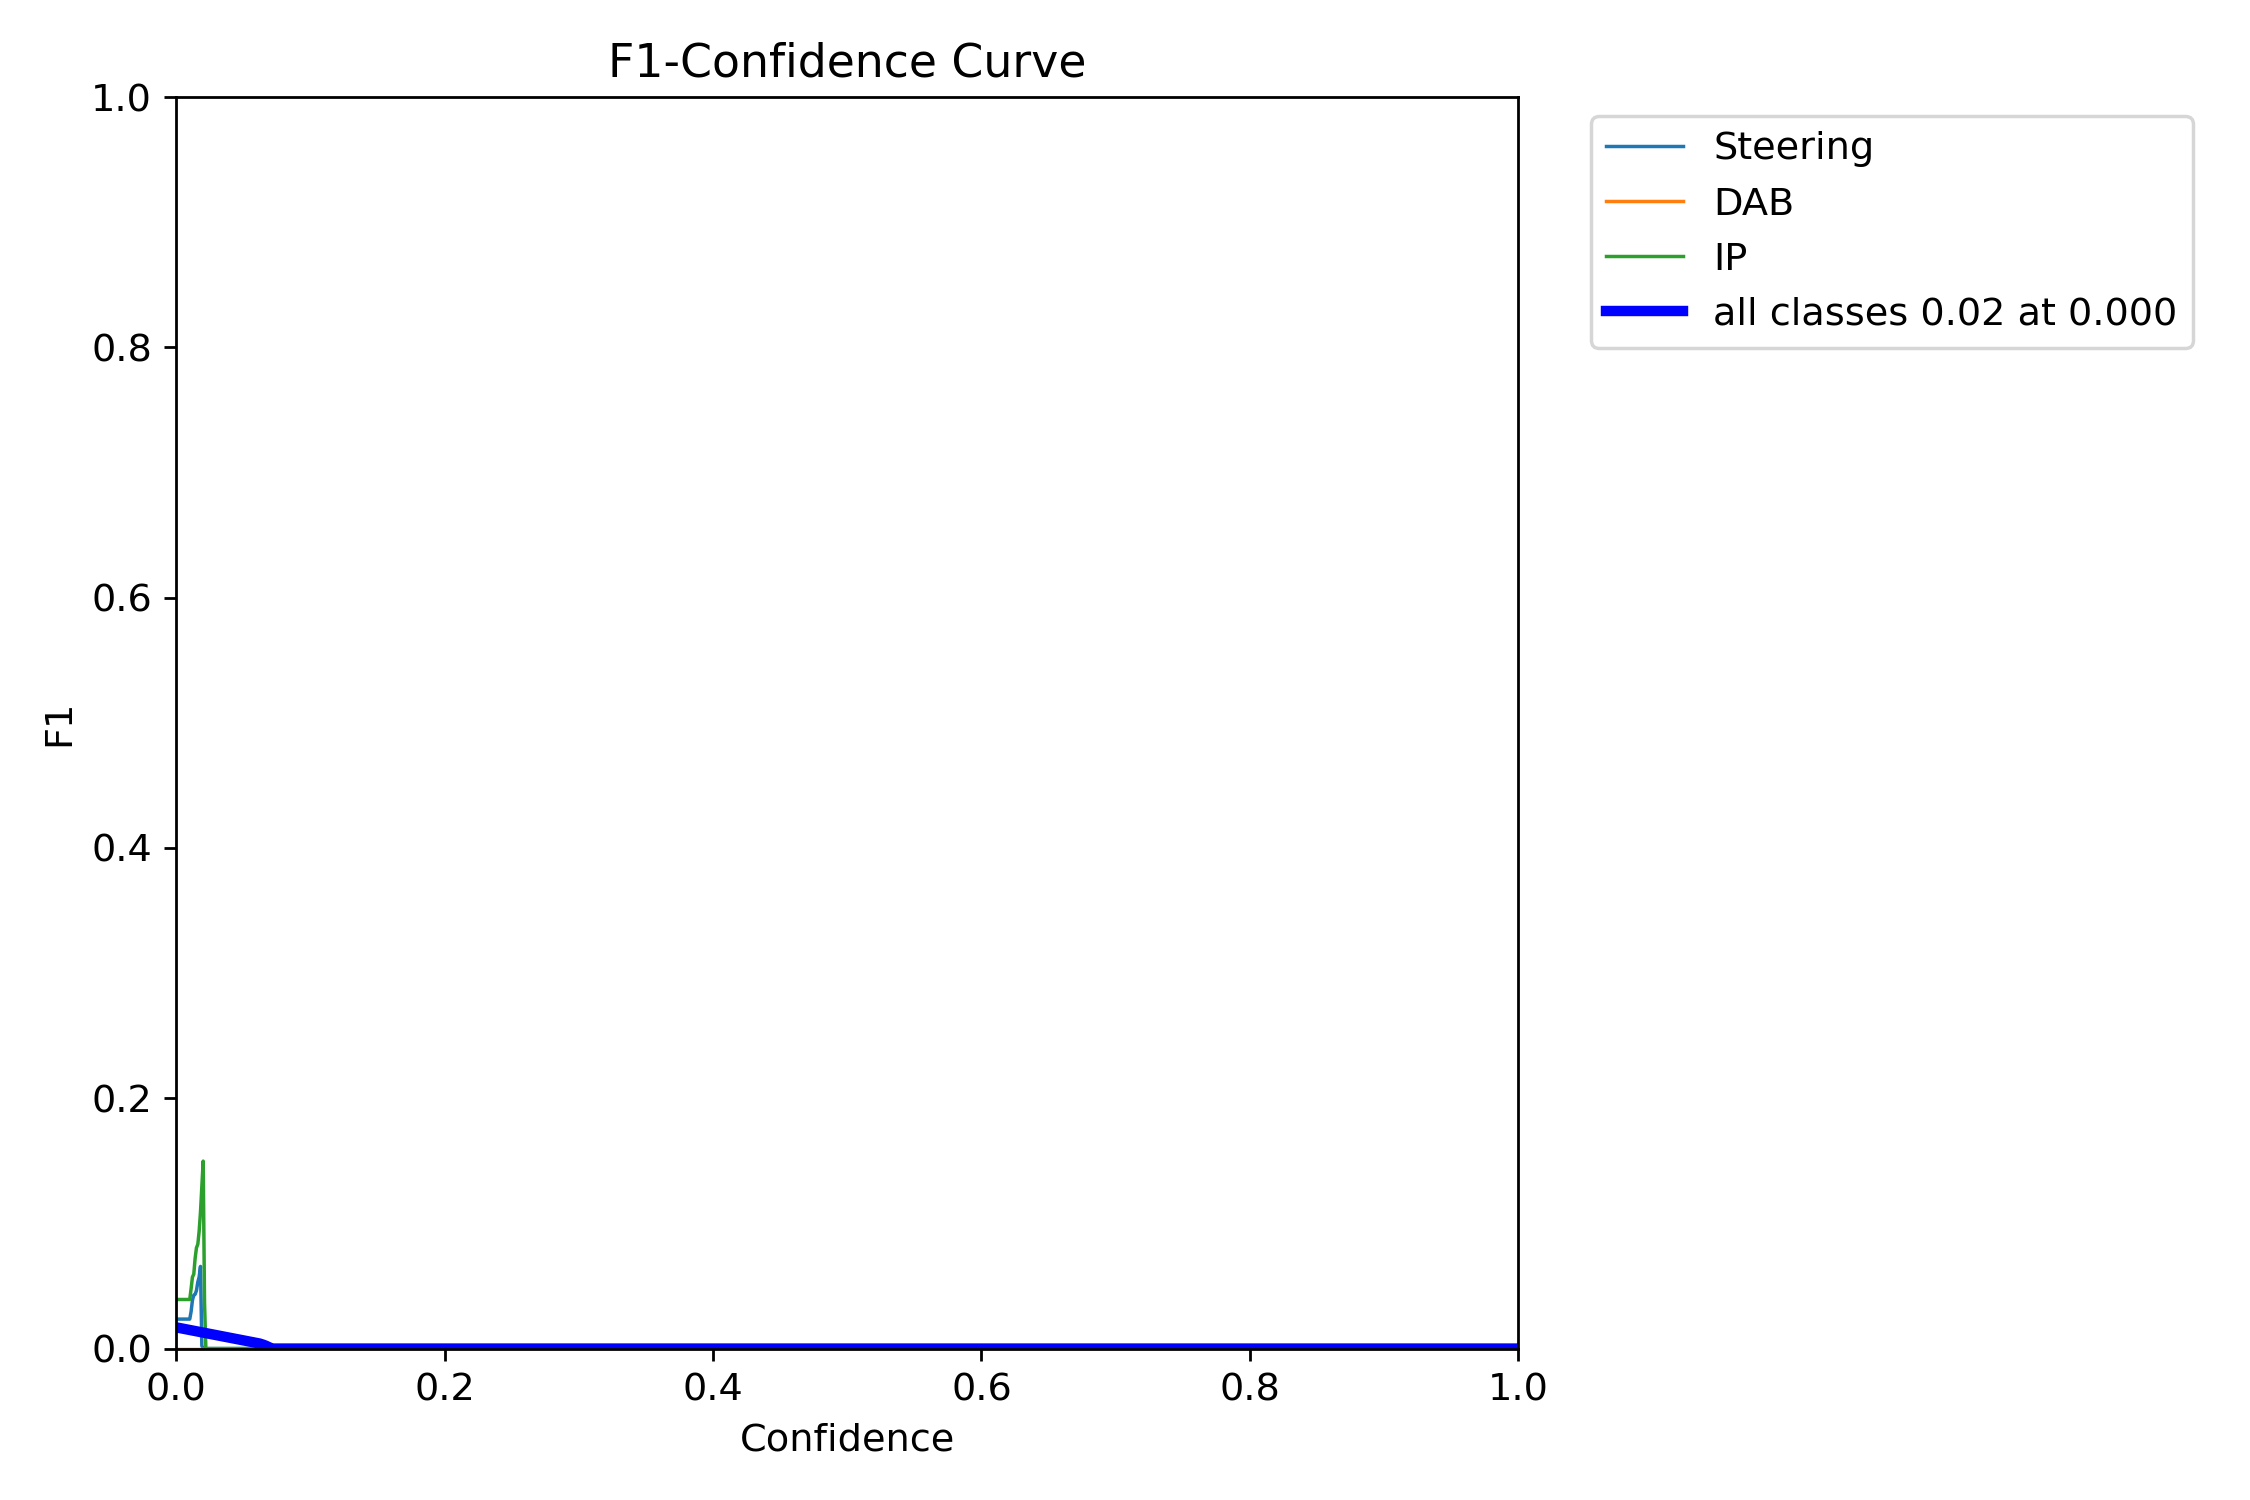 F1-Confidence Curve
1.0
0.8
0.6
0.4
0.2
0.0
F1
0.0 0.2 0.4 0.6 0.8 1.0
Confidence
Steering
DAB
IP
all classes 0.02 at 0.000